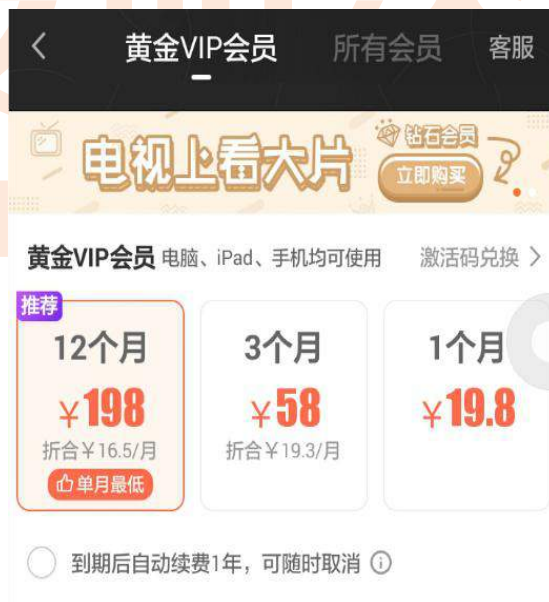 黄金VIP会员 所有会员 客服
电视上看大片 钻石会员 立即购买
黄金VIP会员 电脑、iPad、手机均可使用 激活码兑换
推荐
12个月 3个月 1个月
¥198 ¥58 ¥19.8
折合¥16.5/月 折合¥19.3/月
单月最低
到期后自动续费1年，可随时取消